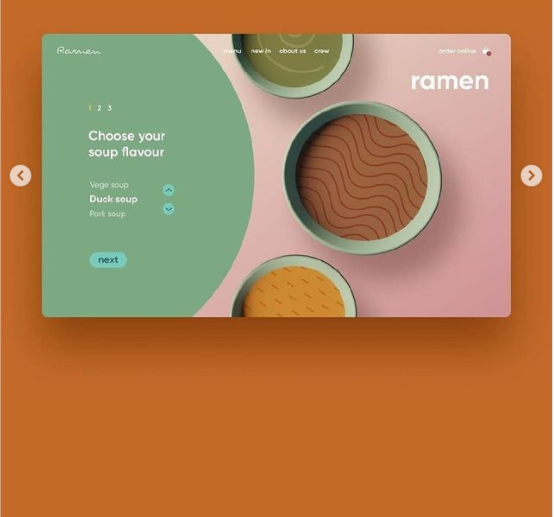 Ramen
menu new in about us crew
order online
ramen
1 2 3
Choose your
soup flavour
Vege soup
Duck soup
Pork soup
next